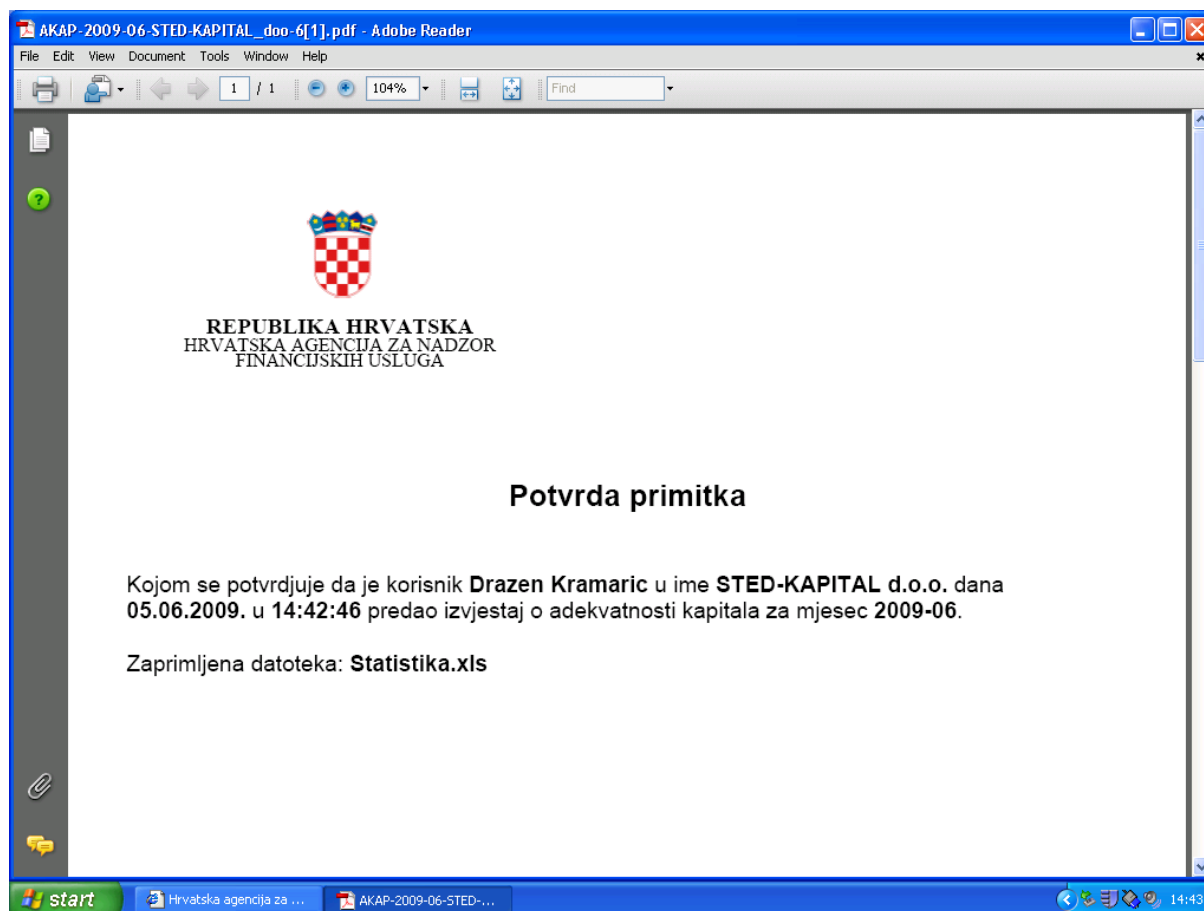 AKAP-2009-06-STED-KAPITAL_doo-6[1].pdf - Adobe Reader
File Edit View Document Tools Window Help
1 / 1 104% Find
REPUBLIKA HRVATSKA
HRVATSKA AGENCIJA ZA NADZOR
FINANCIJSKIH USLUGA
Potvrda primitka
Kojom se potvrdjuje da je korisnik Drazen Kramaric u ime STED-KAPITAL d.o.o. dana
05.06.2009. u 14:42:46 predao izvjestaj o adekvatnosti kapitala za mjesec 2009-06.
Zaprimljena datoteka: Statistika.xls
start Hrvatska agencija za ... AKAP-2009-06-STED-... 14:43